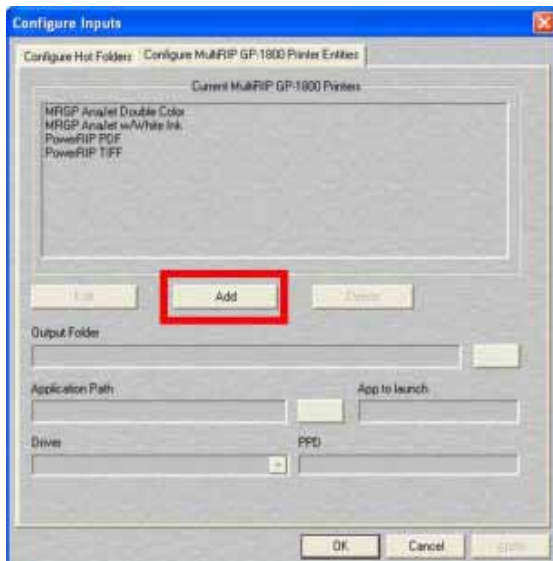 Configure Inputs
Configure Hot Folders Configure MultiRIP GP-1800 Printer Entities
Current MultiRIP GP-1800 Printers
MRGP AnaJet Double Color
MRGP AnaJet w/White Ink
PowerRIP PDF
PowerRIP TIFF
Edit Add Delete
Output Folder
Application Path App to launch
Driver PPD
OK Cancel Apply